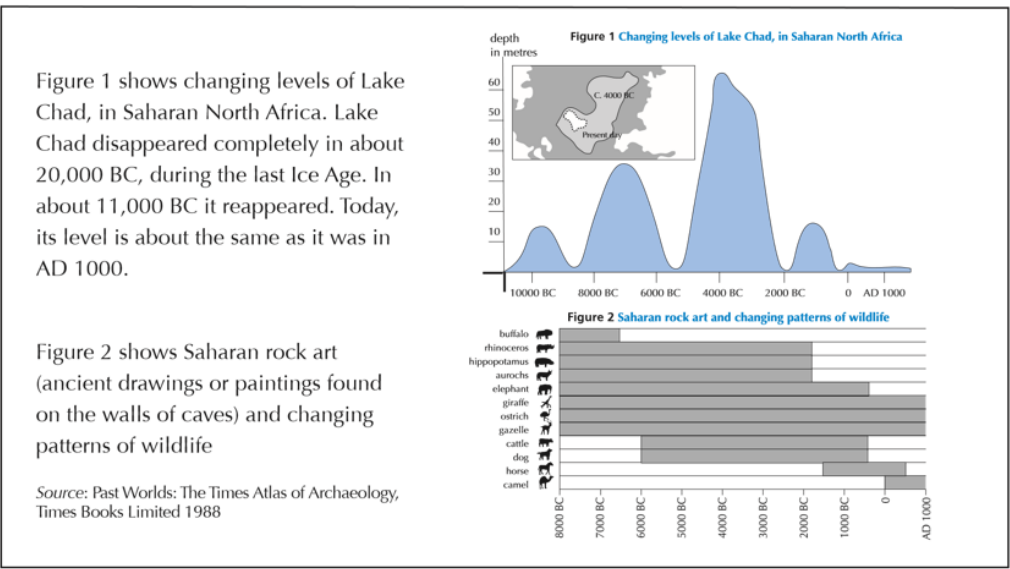 Figure 1 shows changing levels of Lake
Chad, in Saharan North Africa. Lake
Chad disappeared completely in about
20,000 BC, during the last Ice Age. In
about 11,000 BC it reappeared. Today,
its level is about the same as it was in
AD 1000.
Figure 2 shows Saharan rock art
(ancient drawings or paintings found
on the walls of caves) and changing
patterns of wildlife
Source: Past Worlds: The Times Atlas of Archaeology,
Times Books Limited 1988
Figure 1 Changing levels of Lake Chad, in Saharan North Africa
depth
in metres
60
50
40
30
20
10
C. 4000 BC
Present day
10000 BC 8000 BC 6000 BC 4000 BC 2000 BC 0 AD 1000
Figure 2 Saharan rock art and changing patterns of wildlife
buffalo
rhinoceros
hippopotamus
aurochs
elephant
giraffe
ostrich
gazelle
cattle
dog
horse
camel
8000 BC 7000 BC 6000 BC 5000 BC 4000 BC 3000 BC 2000 BC 1000 BC 0 AD 1000